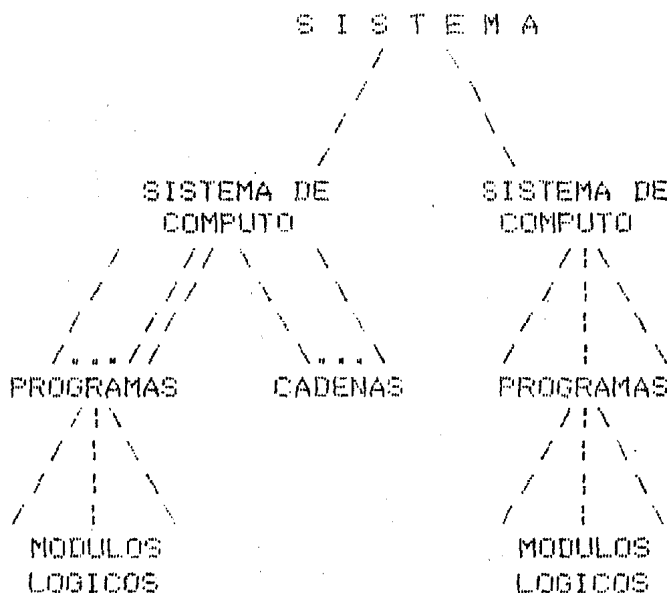 S I S T E M A
SISTEMA DE SISTEMA DE
COMPUTO COMPUTO
PROGRAMAS CADENAS PROGRAMAS
MODULOS MODULOS
LOGICOS LOGICOS